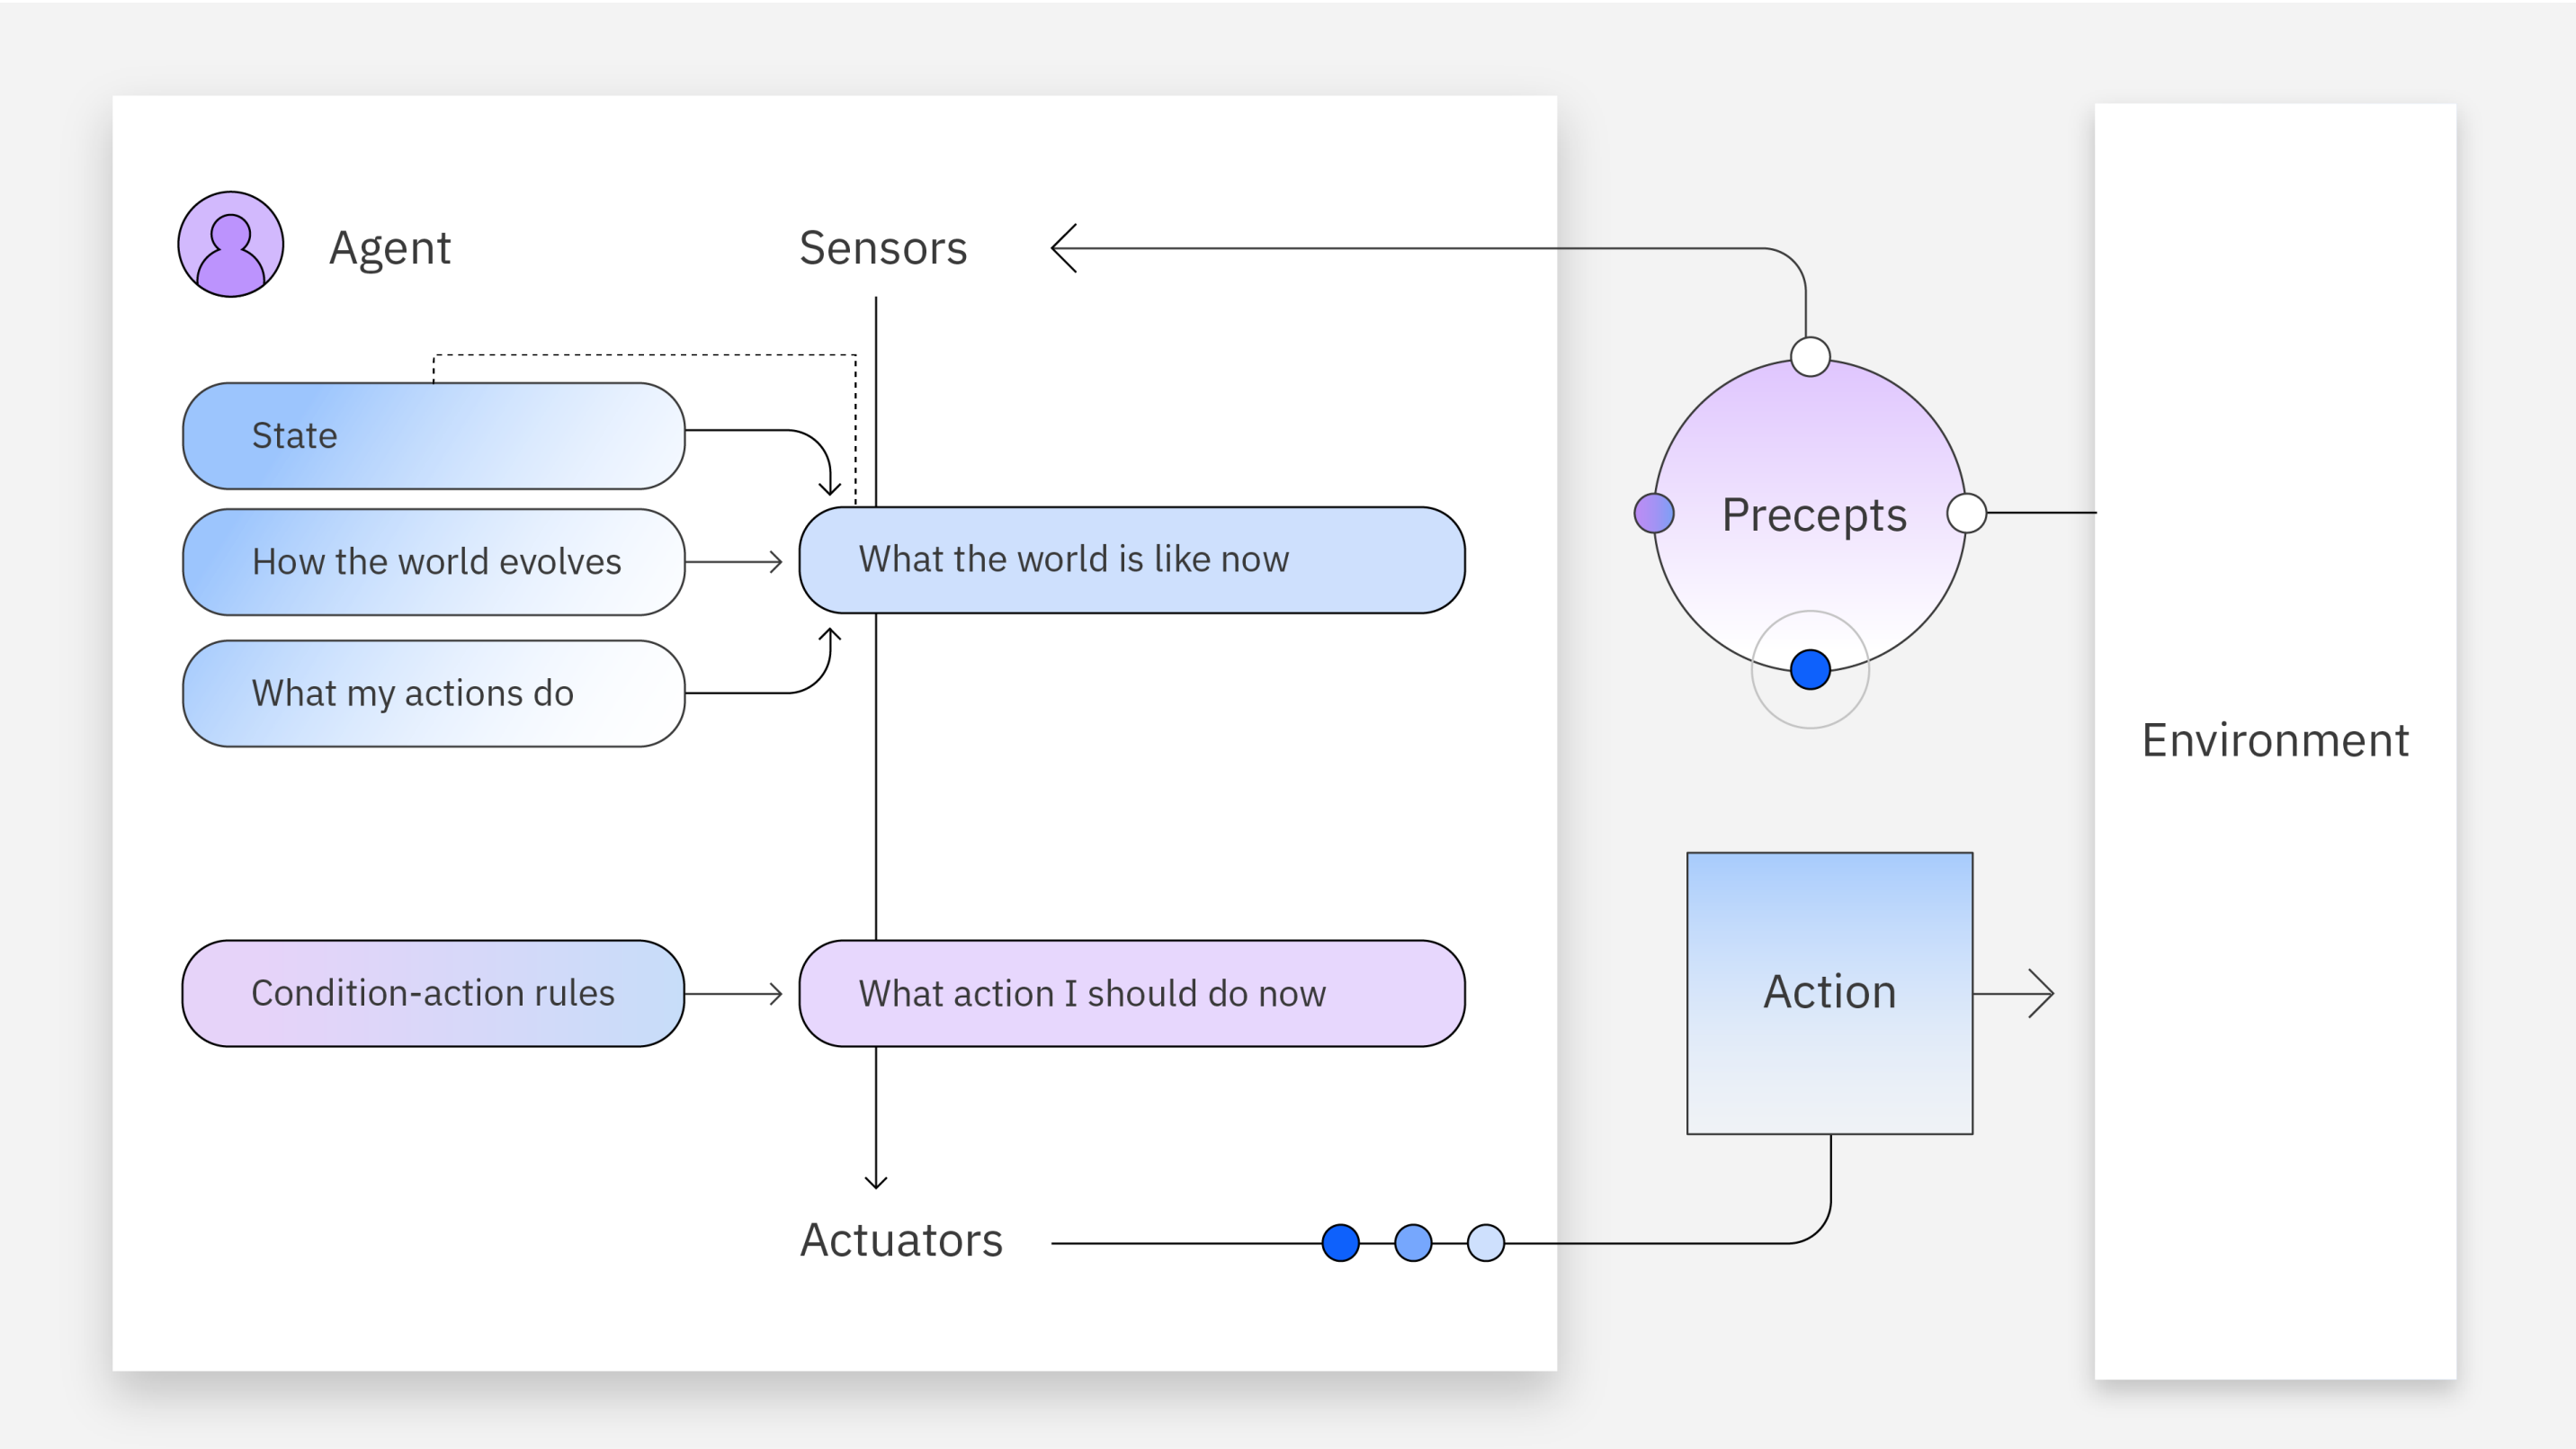 Agent
Sensors
State
How the world evolves
What my actions do
What the world is like now
Condition-action rules
What action I should do now
Actuators
Precepts
Action
Environment